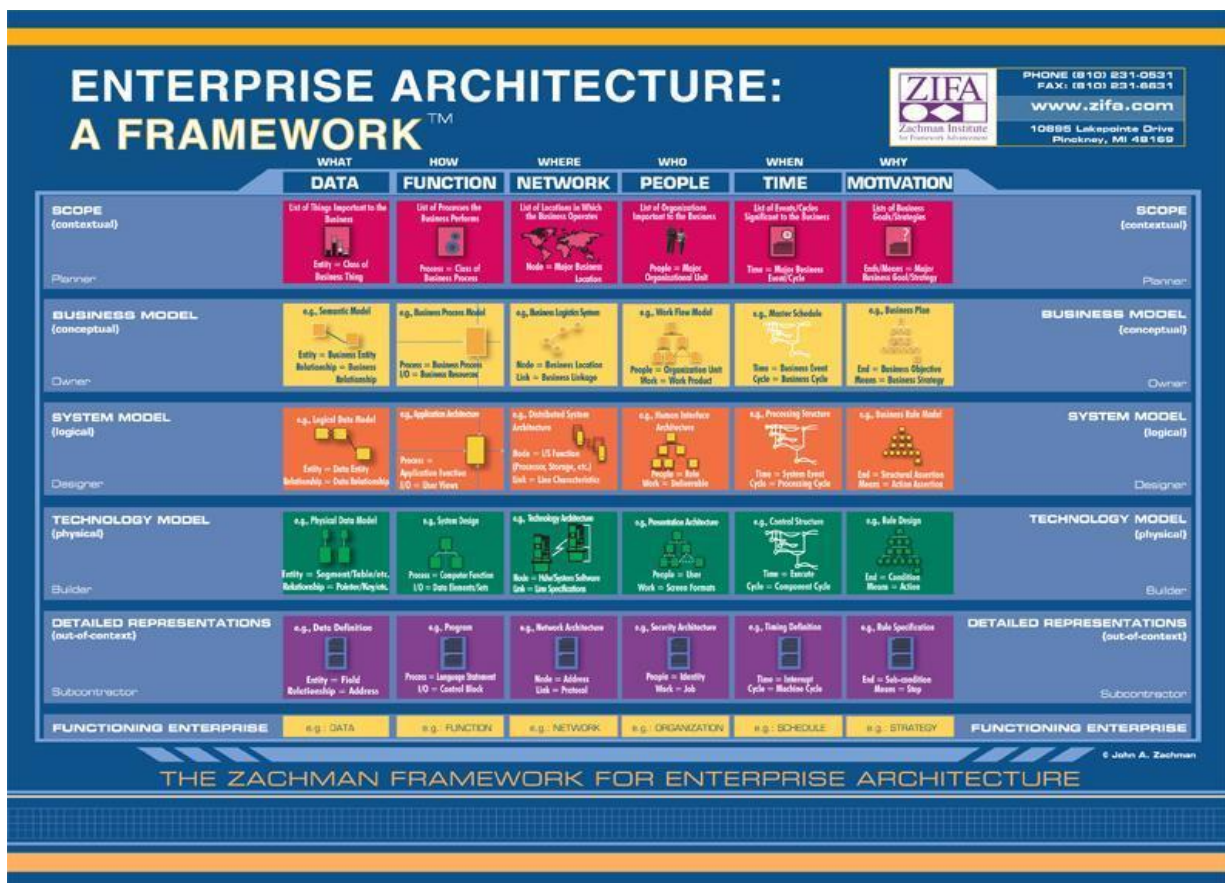 ENTERPRISE ARCHITECTURE:
A FRAMEWORK™
ZIFA
Zachman Institute
for Framework Advancement
PHONE (810) 231-0531
FAX: (810) 231-6631
www.zifa.com
10895 Lakepointe Drive
Pinckney, MI 48169
WHAT HOW WHERE WHO WHEN WHY
DATA FUNCTION NETWORK PEOPLE TIME MOTIVATION
SCOPE
(contextual)
Planner
List of Things Important to the
Business
Entity = Class of
Business Thing
List of Processes the
Business Performs
Process = Class of
Business Process
List of Locations in Which
the Business Operates
Node = Major Business
Location
List of Organizations
Important to the Business
People = Major
Organizational Unit
List of Events/Cycles
Significant to the Business
Time = Major Business
Event/Cycle
Lists of Business
Goals/Strategies
Ends/Means = Major
Business Goal/Strategy
SCOPE
(contextual)
Planner
BUSINESS MODEL
(conceptual)
Owner
e.g., Semantic Model
Entity = Business Entity
Relationship = Business
Relationship
e.g., Business Process Model
Process = Business Process
I/O = Business Resources
e.g., Business Logistics System
Node = Business Location
Link = Business Linkage
e.g., Work Flow Model
People = Organization Unit
Work = Work Product
e.g., Master Schedule
Time = Business Event
Cycle = Business Cycle
e.g., Business Plan
End = Business Objective
Means = Business Strategy
BUSINESS MODEL
(conceptual)
Owner
SYSTEM MODEL
(logical)
Designer
e.g., Logical Data Model
Entity = Data Entity
Relationship = Data Relationship
e.g., Application Architecture
Process =
Application Function
I/O = User Views
e.g., Distributed System
Architecture
Node = I/S Function
(Processor, Storage, etc.)
Link = Line Characteristics
e.g., Human Interface
Architecture
People = Role
Work = Deliverable
e.g., Processing Structure
Time = System Event
Cycle = Processing Cycle
e.g., Business Rule Model
End = Structural Assertion
Means = Action Assertion
SYSTEM MODEL
(logical)
Designer
TECHNOLOGY MODEL
(physical)
Builder
e.g., Physical Data Model
Entity = Segment/Table/etc.
Relationship = Pointer/Key/etc.
e.g., System Design
Process = Computer Function
I/O = Data Elements/Sets
e.g., Technology Architecture
Node = Hdw/System Software
Link = Line Specifications
e.g., Presentation Architecture
People = User
Work = Screen Formats
e.g., Control Structure
Time = Execute
Cycle = Component Cycle
e.g., Rule Design
End = Condition
Means = Action
TECHNOLOGY MODEL
(physical)
Builder
DETAILED REPRESENTATIONS
(out-of-context)
Subcontractor
e.g., Data Definition
Entity = Field
Relationship = Address
e.g., Program
Process = Language Statement
I/O = Control Block
e.g., Network Architecture
Node = Address
Link = Protocol
e.g., Security Architecture
People = Identity
Work = Job
e.g., Timing Definition
Time = Interrupt
Cycle = Machine Cycle
e.g., Rule Specification
End = Sub-condition
Means = Step
DETAILED REPRESENTATIONS
(out-of-context)
Subcontractor
FUNCTIONING ENTERPRISE
e.g.: DATA
e.g.: FUNCTION
e.g.: NETWORK
e.g.: ORGANIZATION
e.g.: SCHEDULE
e.g.: STRATEGY
FUNCTIONING ENTERPRISE
© John A. Zachman
THE ZACHMAN FRAMEWORK FOR ENTERPRISE ARCHITECTURE